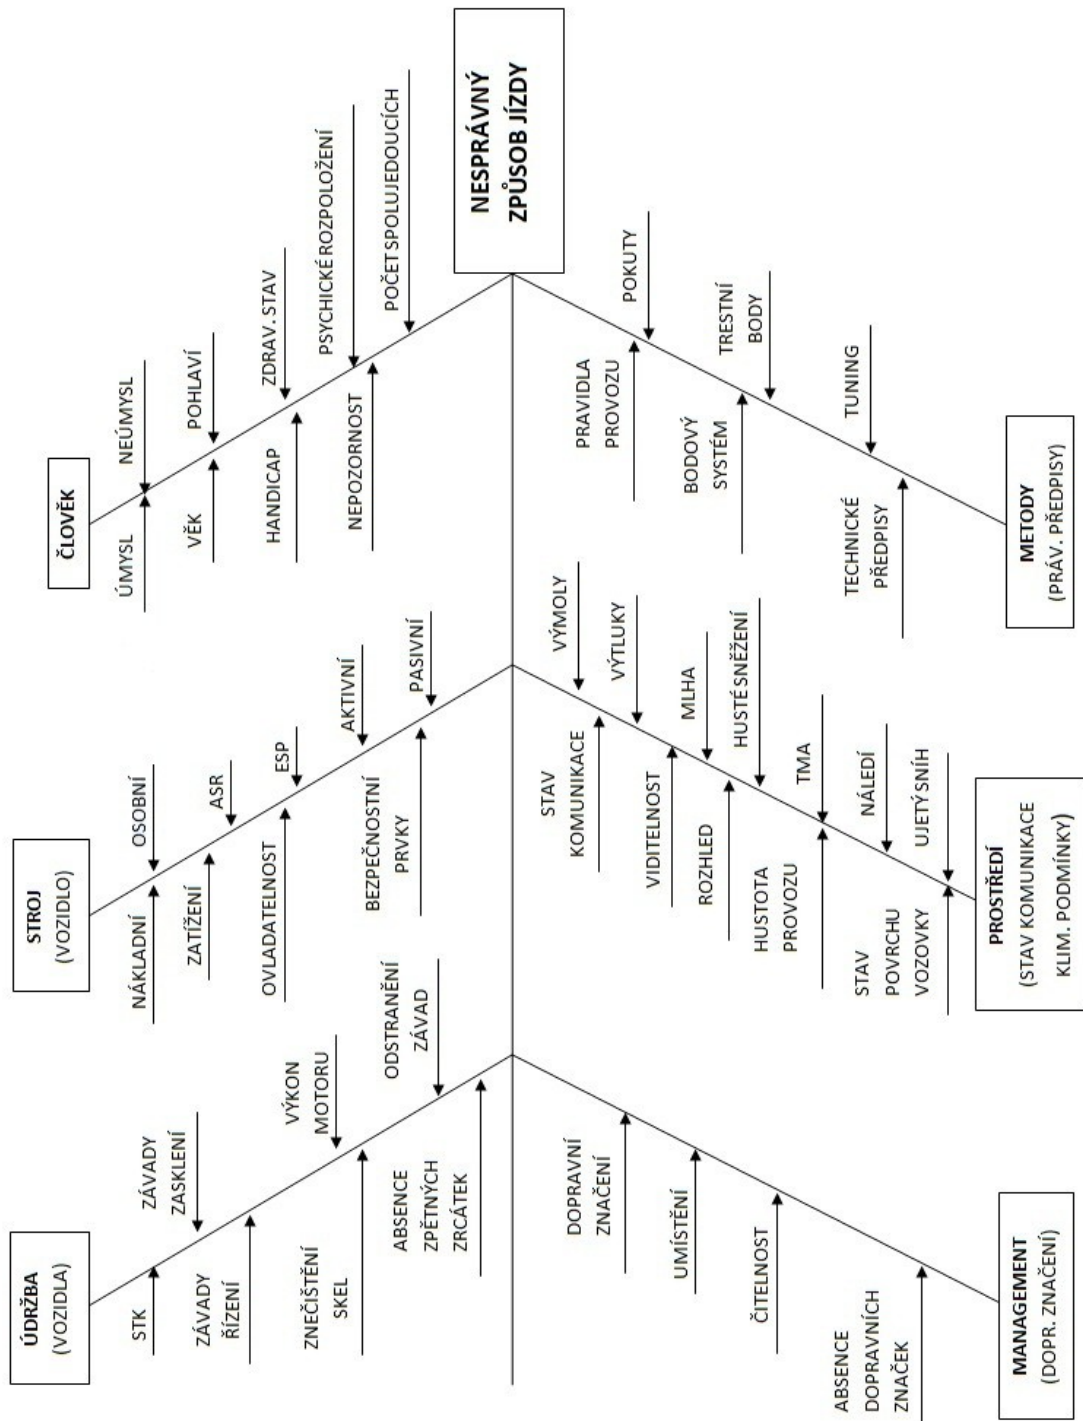 ÚDRŽBA
(VOZIDLA)
STK
ZÁVADY
ZASKLENÍ
ZÁVADY
ŘÍZENÍ
VÝKON
MOTORU
ZNEČIŠTĚNÍ
SKEL
ODSTRANĚNÍ
ZÁVAD
ABSENCE
ZPĚTNÝCH
ZRCÁTEK
STROJ
(VOZIDLO)
NÁKLADNÍ
OSOBNÍ
ZATÍŽENÍ
ASR
OVLADATELNOST
ESP
AKTIVNÍ
BEZPEČNOSTNÍ
PRVKY
PASIVNÍ
ČLOVĚK
ÚMYSL
NEÚMYSL
VĚK
POHLAVÍ
HANDICAP
ZDRAV. STAV
NEPOZORNOST
PSYCHICKÉ ROZPOLOŽENÍ
POČET SPOLUJEDOUCÍCH
NESPRÁVNÝ
ZPŮSOB JÍZDY
DOPRAVNÍ
ZNAČENÍ
UMÍSTĚNÍ
ČITELNOST
ABSENCE
DOPRAVNÍCH
ZNAČEK
MANAGEMENT
(DOPR. ZNAČENÍ)
STAV
KOMUNIKACE
VÝMOLY
VÝTLUKY
VIDITELNOST
MLHA
ROZHLED
HUSTÉ SNĚŽENÍ
HUSTOTA
PROVOZU
TMA
NÁLEDÍ
STAV
POVRCHU
VOZOVKY
UJETÝ SNÍH
PROSTŘEDÍ
(STAV KOMUNIKACE
KLIM. PODMÍNKY)
PRAVIDLA
PROVOZU
POKUTY
BODOVÝ
SYSTÉM
TRESTNÍ
BODY
TUNING
TECHNICKÉ
PŘEDPISY
METODY
(PRÁV. PŘEDPISY)